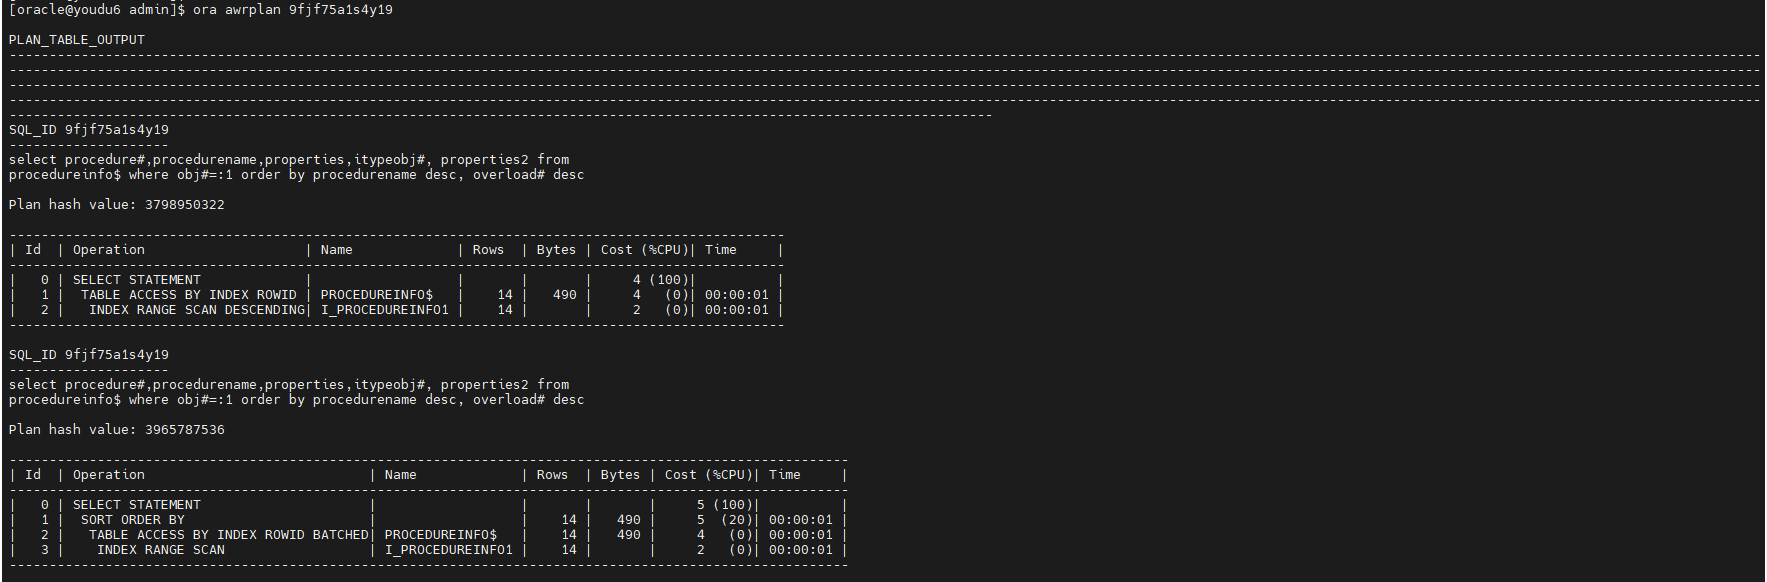 [oracle@youdu6 admin]$ ora awrplan 9fjf75a1s4y19
PLAN_TABLE_OUTPUT
--------------------------------------------------------------------------------
SQL_ID 9fjf75a1s4y19
--------------------
select procedure#,procedurename,properties,itypeobj#, properties2 from
procedureinfo$ where obj#=:1 order by procedurename desc, overload# desc
Plan hash value: 3798950322
-------------------------------------------------------------------------------------------------
| Id  | Operation                    | Name            | Rows  | Bytes | Cost (%CPU)| Time     |
-------------------------------------------------------------------------------------------------
|   0 | SELECT STATEMENT             |                 |       |       |     4 (100)|          |
|   1 |  TABLE ACCESS BY INDEX ROWID | PROCEDUREINFO$  |    14 |   490 |     4   (0)| 00:00:01 |
|   2 |   INDEX RANGE SCAN DESCENDING| I_PROCEDUREINFO1 |    14 |       |     2   (0)| 00:00:01 |
-------------------------------------------------------------------------------------------------
SQL_ID 9fjf75a1s4y19
--------------------
select procedure#,procedurename,properties,itypeobj#, properties2 from
procedureinfo$ where obj#=:1 order by procedurename desc, overload# desc
Plan hash value: 3965787536
---------------------------------------------------------------------------------------------------------
| Id  | Operation                            | Name             | Rows  | Bytes | Cost (%CPU)| Time     |
---------------------------------------------------------------------------------------------------------
|   0 | SELECT STATEMENT                     |                  |       |       |     5 (100)|          |
|   1 |  SORT ORDER BY                       |                  |    14 |   490 |     5  (20)| 00:00:01 |
|   2 |   TABLE ACCESS BY INDEX ROWID BATCHED| PROCEDUREINFO$   |    14 |   490 |     4   (0)| 00:00:01 |
|   3 |    INDEX RANGE SCAN                  | I_PROCEDUREINFO1 |    14 |       |     2   (0)| 00:00:01 |
---------------------------------------------------------------------------------------------------------